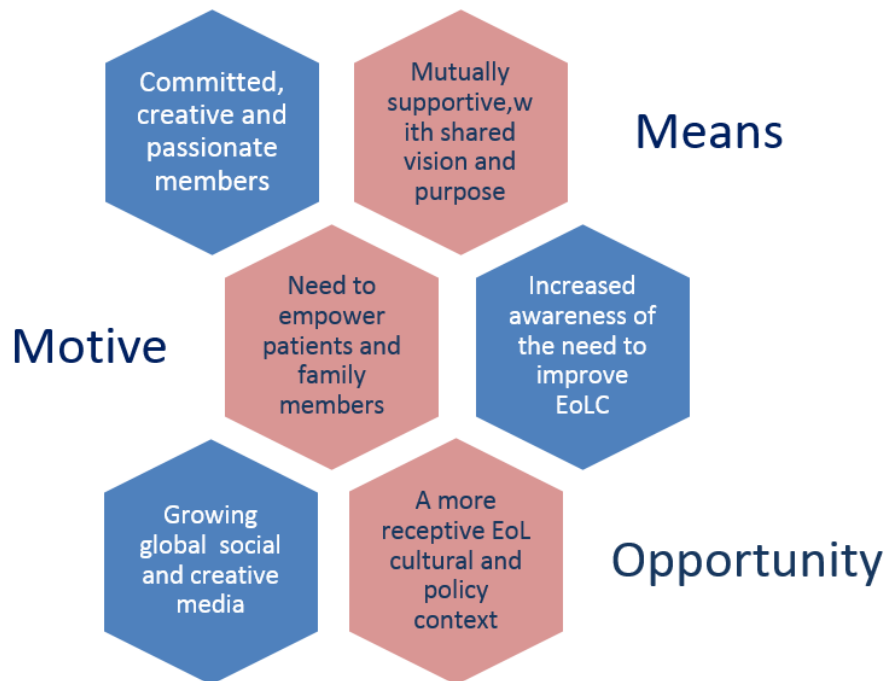 Committed,
creative and
passionate
members
Mutually
supportive,w
ith shared
vision and
purpose
Means
Motive
Need to
empower
patients and
family
members
Increased
awareness of
the need to
improve
EoLC
Growing
global  social
and creative
media
A more
receptive EoL
cultural and
policy
context
Opportunity